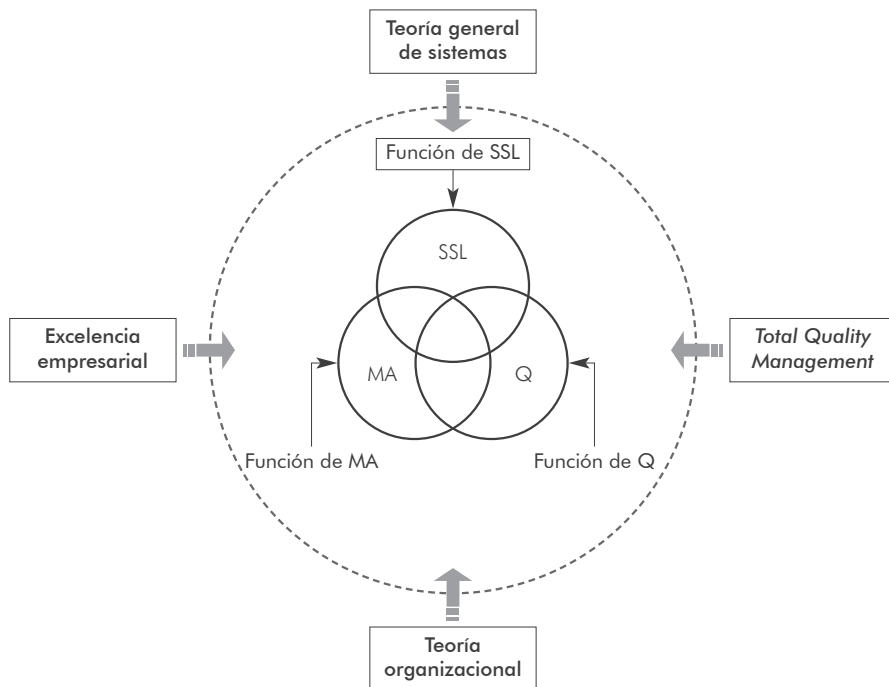 Teoría general
de sistemas
Función de SSL
SSL
Excelencia
empresarial
Total Quality
Management
MA
Q
Función de MA
Función de Q
Teoría
organizacional